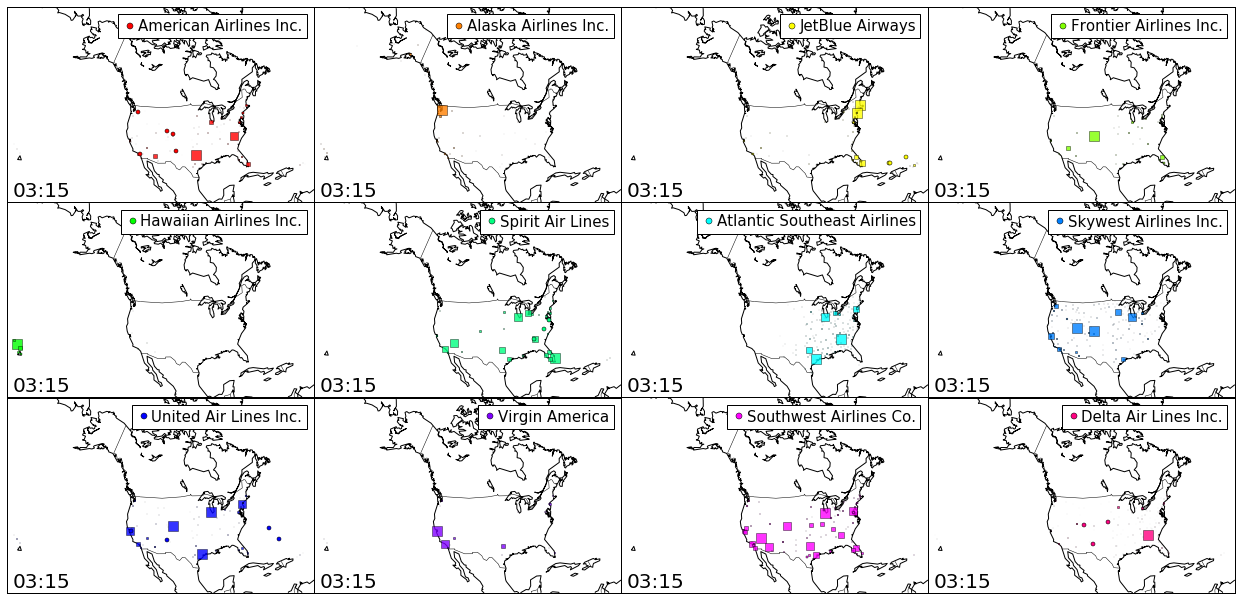 American Airlines Inc.
Alaska Airlines Inc.
JetBlue Airways
Frontier Airlines Inc.
03:15
03:15
03:15
03:15
Hawaiian Airlines Inc.
Spirit Air Lines
Atlantic Southeast Airlines
Skywest Airlines Inc.
03:15
03:15
03:15
03:15
United Air Lines Inc.
Virgin America
Southwest Airlines Co.
Delta Air Lines Inc.
03:15
03:15
03:15
03:15